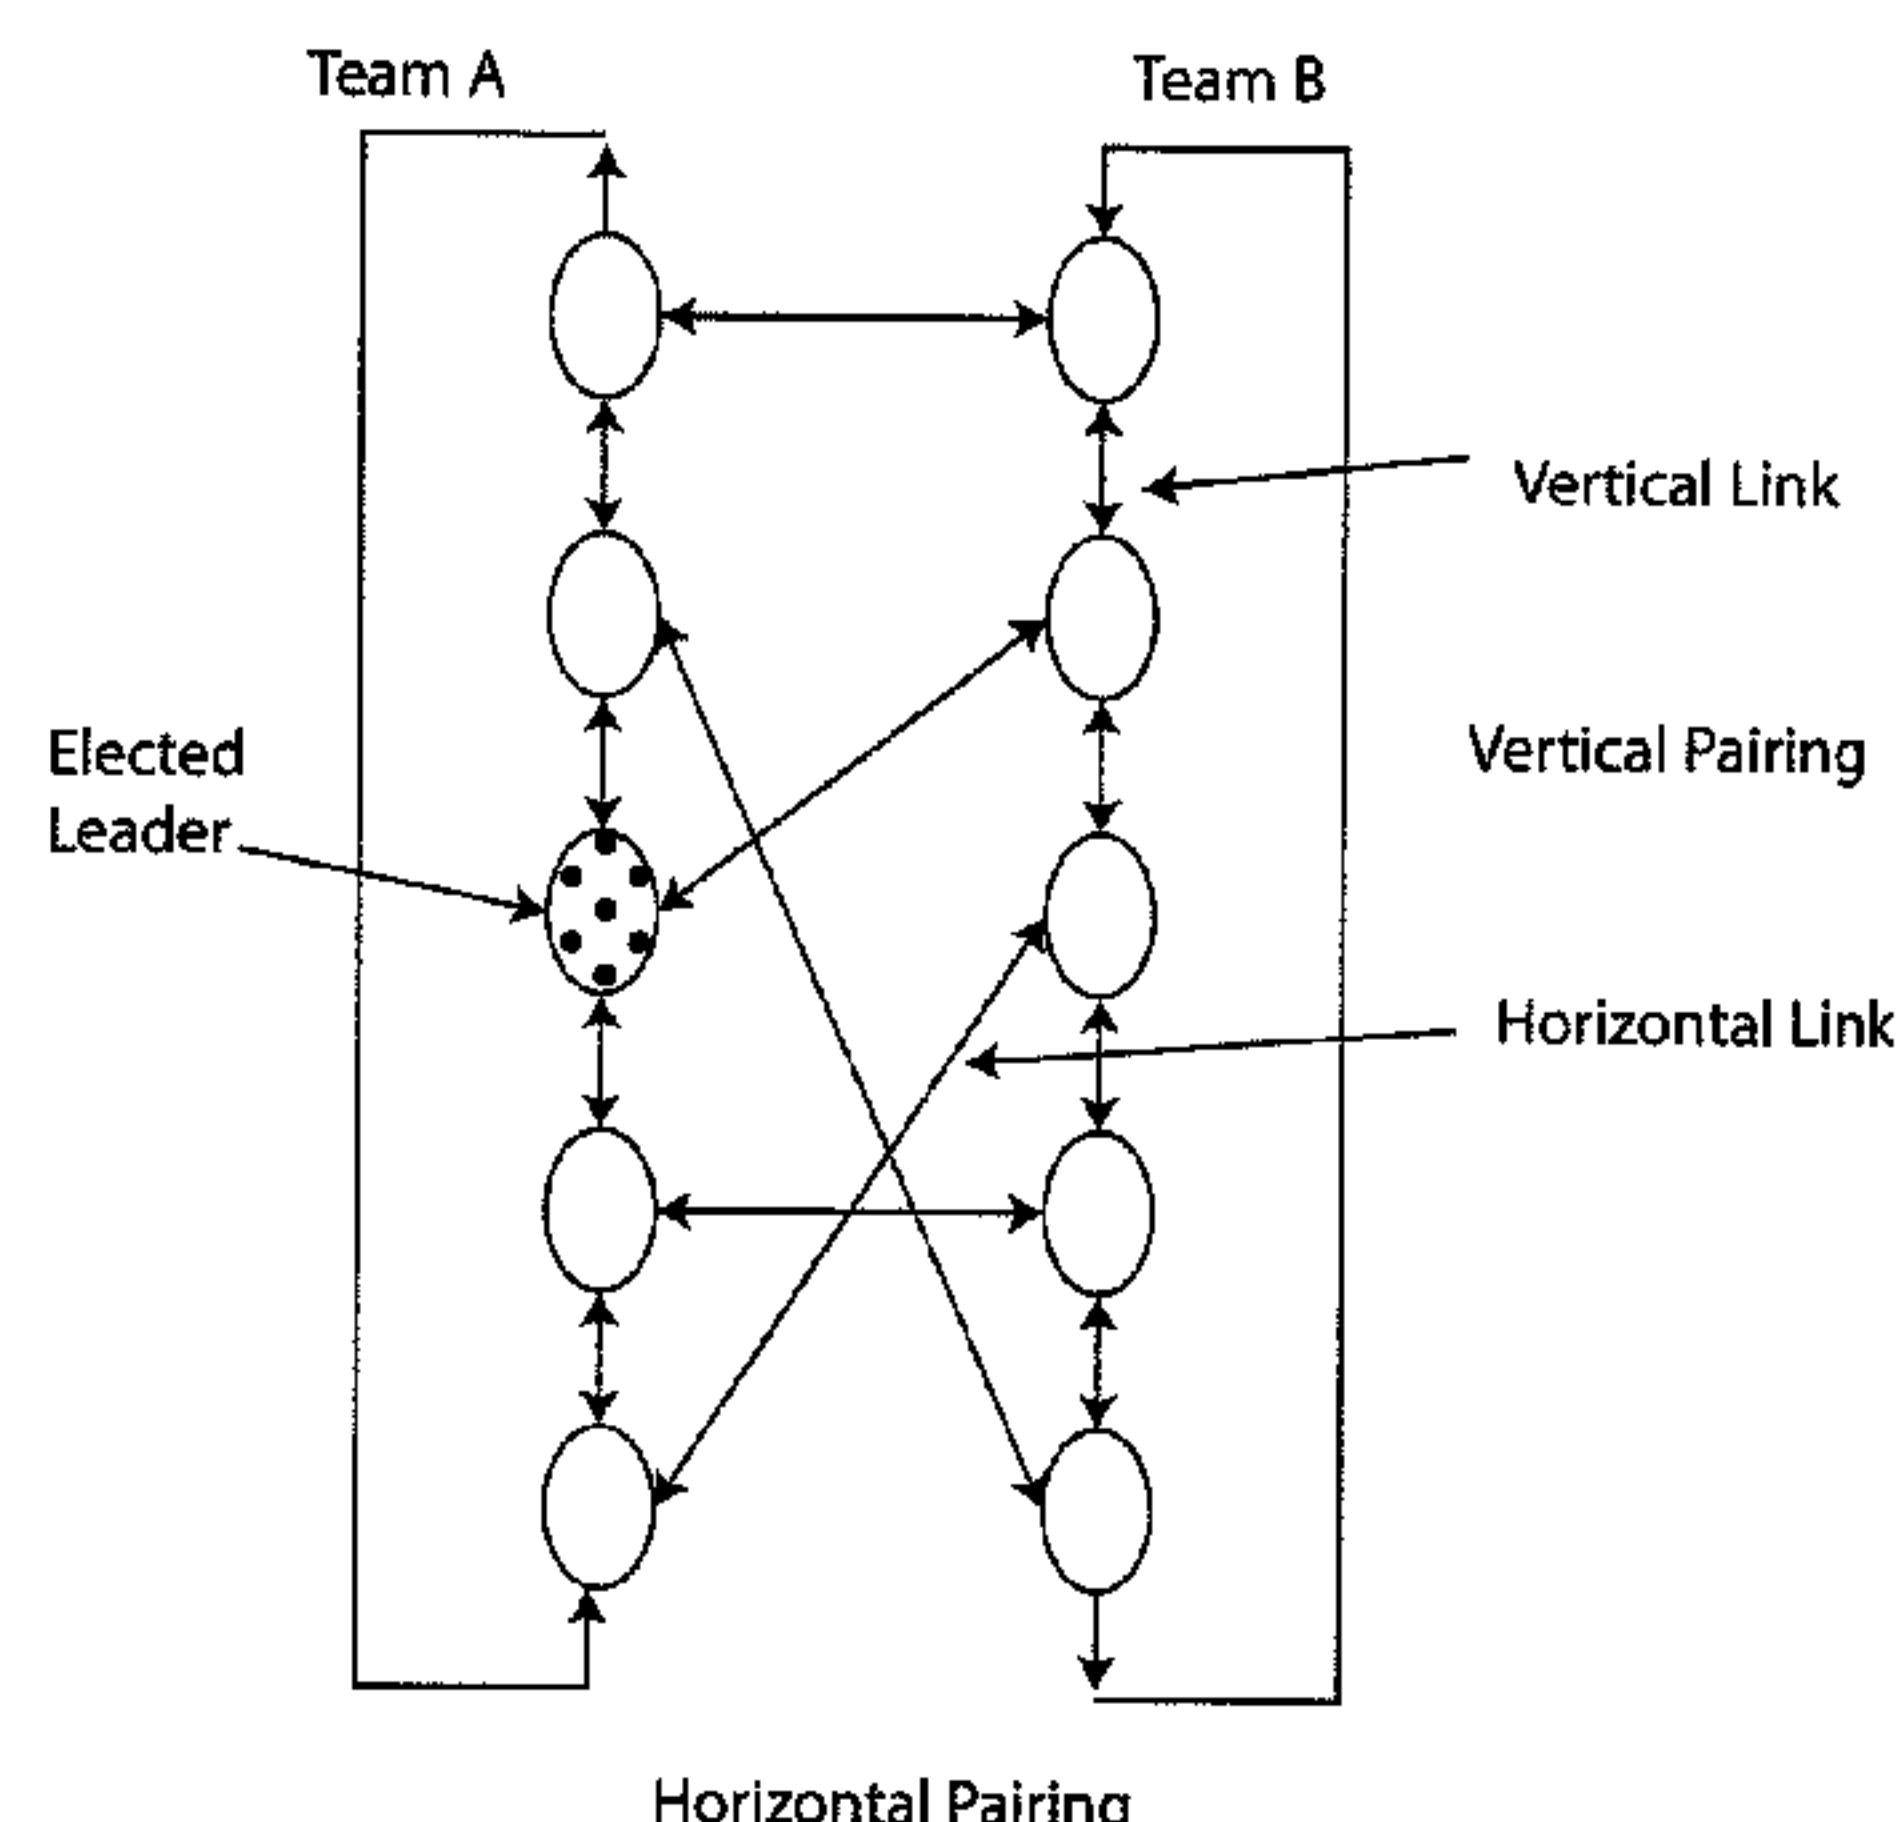 Team A
Team B
Vertical Link
Elected
Leader
Vertical Pairing
Horizontal Link
Horizontal Pairing